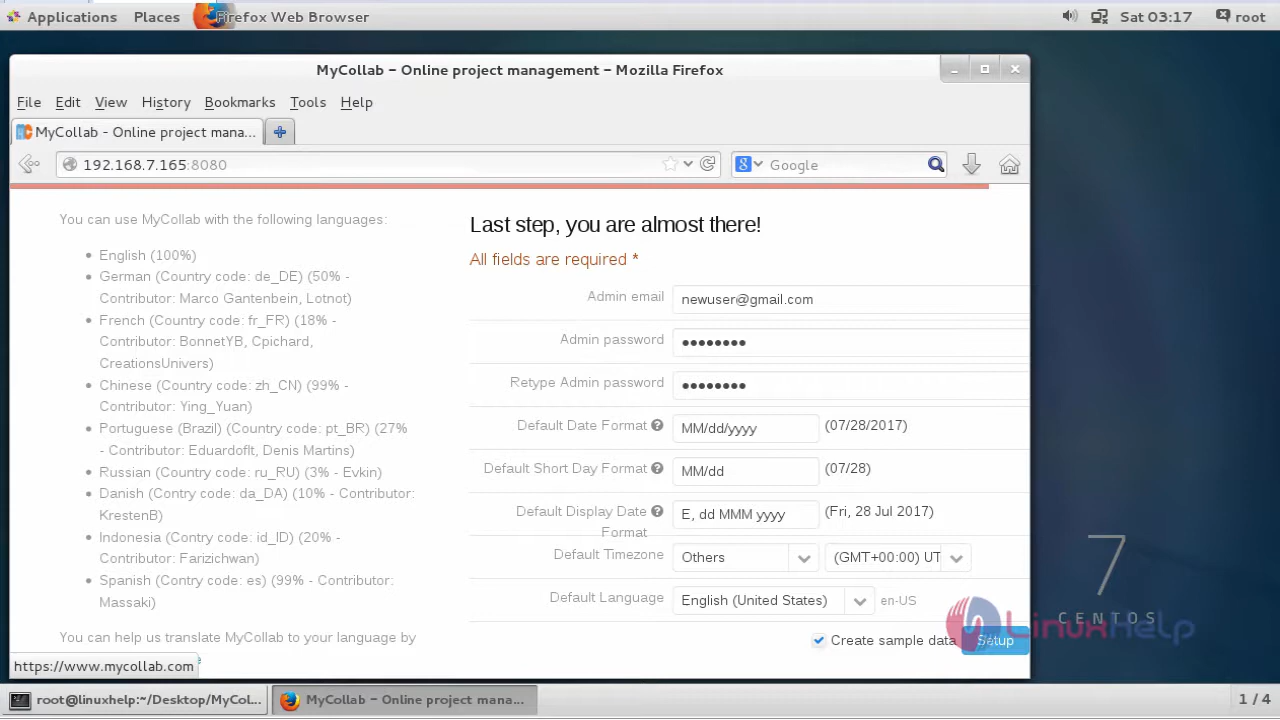 Applications Places Firefox Web Browser Sat 03:17 root
MyCollab - Online project management - Mozilla Firefox
File Edit View History Bookmarks Tools Help
MyCollab - Online project mana...
192.168.7.165:8080 Google
You can use MyCollab with the following languages:
English (100%)
German (Country code: de_DE) (50% -
Contributor: Marco Gantenbein, Lotnot)
French (Country code: fr_FR) (18% -
Contributor: BonnetYB, Cpichard,
CreationsUnivers)
Chinese (Country code: zh_CN) (99% -
Contributor: Ying_Yuan)
Portuguese (Brazil) (Country code: pt_BR) (27%
- Contributor: Eduardoflt, Denis Martins)
Russian (Country code: ru_RU) (3% - Evkin)
Danish (Contry code: da_DA) (10% - Contributor:
KrestenB)
Indonesia (Contry code: id_ID) (20% -
Contributor: Farizichwan)
Spanish (Contry code: es) (99% - Contributor:
Massaki)
You can help us translate MyCollab to your language by
https://www.mycollab.com
Last step, you are almost there!
All fields are required *
Admin email newuser@gmail.com
Admin password ●●●●●●●●
Retype Admin password ●●●●●●●●
Default Date Format MM/dd/yyyy (07/28/2017)
Default Short Day Format MM/dd (07/28)
Default Display Date E, dd MMM yyyy (Fri, 28 Jul 2017)
Format
Default Timezone Others (GMT+00:00) UT
Default Language English (United States) en-US
Create sample data Setup
7
CENTOS
LinuxHelp
root@linuxhelp:~/Desktop/MyCol... MyCollab - Online project mana... 1 / 4